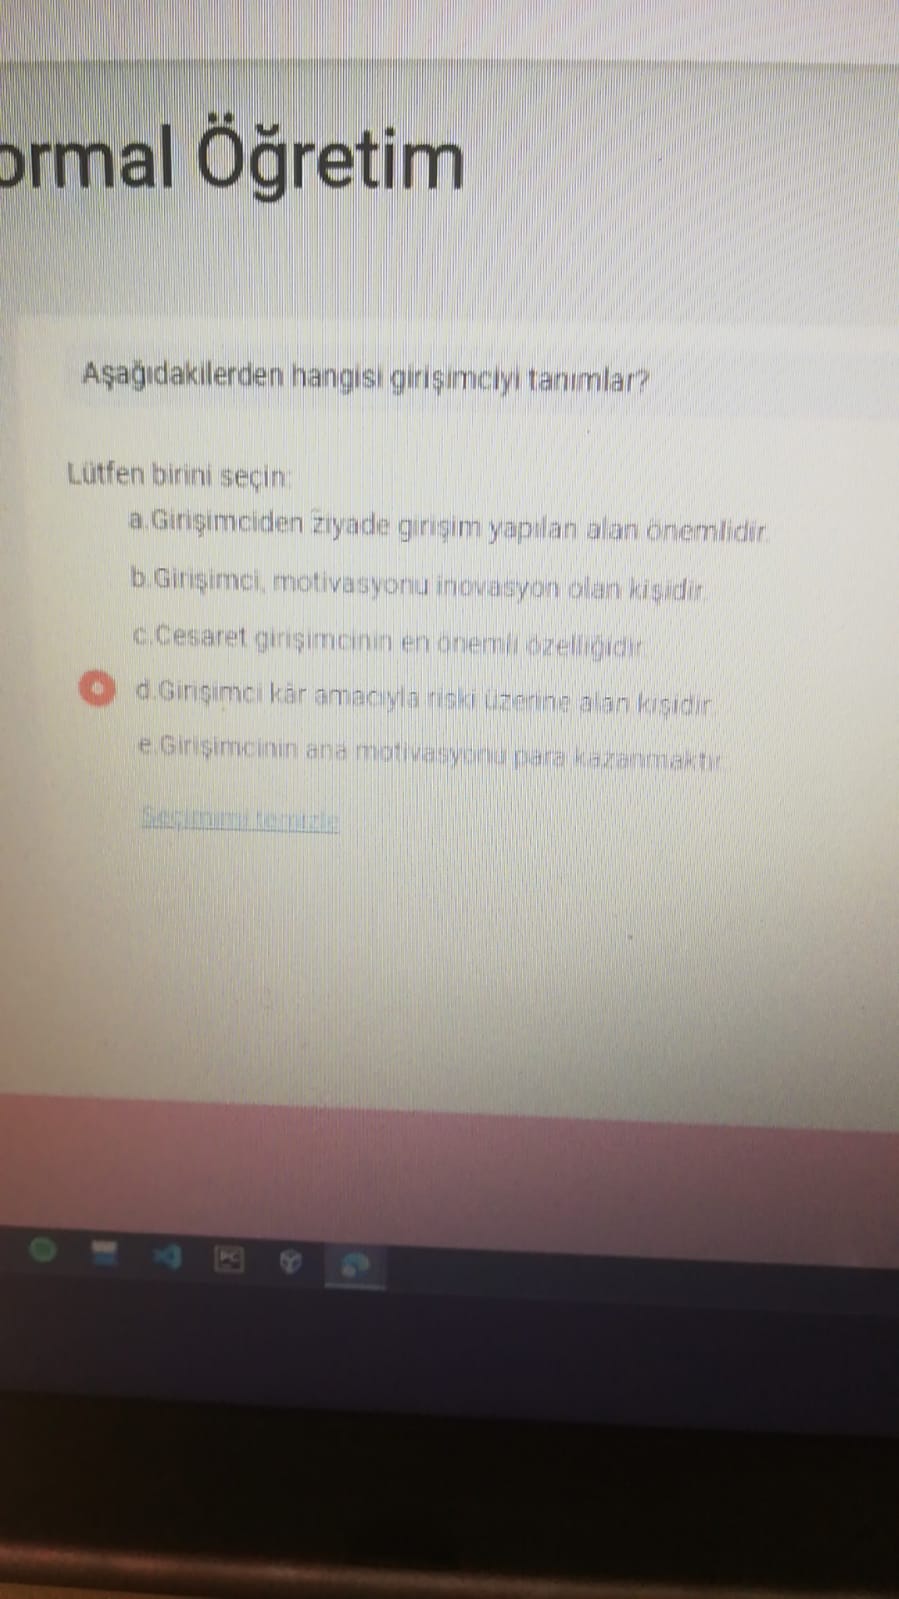 ormal Öğretim
Aşağıdakilerden hangisi girişimciyi tanımlar?
Lütfen birini seçin:
a.Girişimciden ziyade girişim yapılan alan önemlidir.
b.Girişimci, motivasyonu inovasyon olan kişidir.
c.Cesaret girişimcinin en önemli özelliğidir.
d.Girişimci kâr amacıyla riski üzerine alan kişidir.
e.Girişimcinin ana motivasyonu para kazanmaktır.
Seçimimi temizle
PC